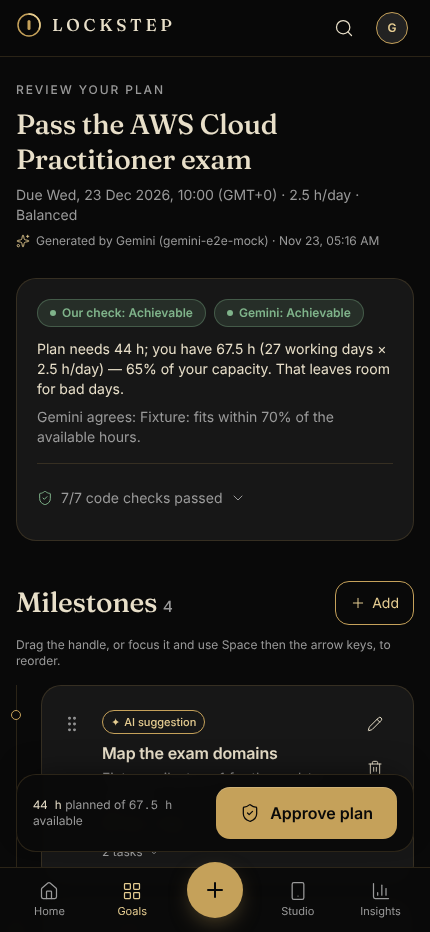 LOCKSTEP
G
REVIEW YOUR PLAN
Pass the AWS Cloud
Practitioner exam
Due Wed, 23 Dec 2026, 10:00 (GMT+0) · 2.5 h/day ·
Balanced
Generated by Gemini (gemini-e2e-mock) · Nov 23, 05:16 AM
Our check: Achievable
Gemini: Achievable
Plan needs 44 h; you have 67.5 h (27 working days ×
2.5 h/day) — 65% of your capacity. That leaves room
for bad days.
Gemini agrees: Fixture: fits within 70% of the
available hours.
7/7 code checks passed
Milestones 4
+ Add
Drag the handle, or focus it and use Space then the arrow keys, to
reorder.
AI suggestion
Map the exam domains
44 h planned of 67.5 h
available
Approve plan
2 tasks
Home
Goals
Studio
Insights